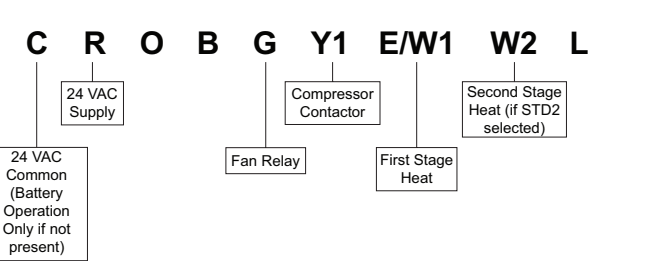 C R O B G Y1 E/W1 W2 L
24 VAC
Supply
Compressor
Contactor
Second Stage
Heat (if STD2
selected)
24 VAC
Common
(Battery
Operation
Only if not
present)
Fan Relay
First Stage
Heat